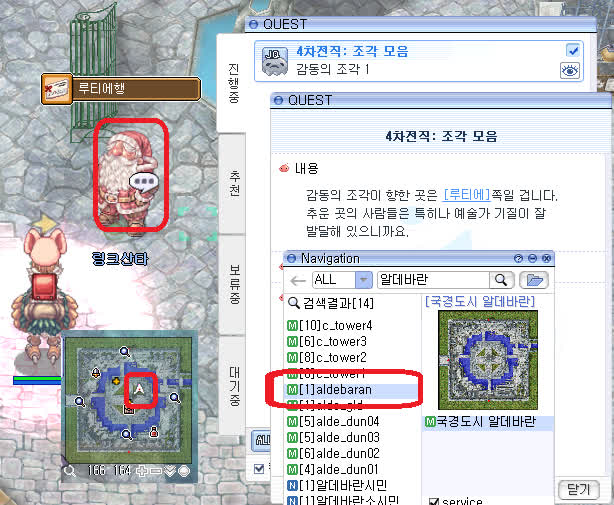 QUEST
4차전직: 조각 모음
감동의 조각 1
진행중
추천
보류중
대기중
루티에행
링크산타
166 164
QUEST
4차전직: 조각 모음
내용
감동의 조각이 향한 곳은 [루티에]쪽일 겁니다.
추운 곳의 사람들은 특히나 예술가 기질이 잘
발달해 있으니까요.
Navigation
ALL
알데바란
검색결과[14]
[10]c_tower4
[6]c_tower3
[8]c_tower2
[1]aldebaran
[5]alde_dun04
[5]alde_dun03
[6]alde_dun02
[4]alde_dun01
[1]알데바란시민
[1]알데바란소시민
[국경도시 알데바란]
국경도시 알데바란
service
닫기